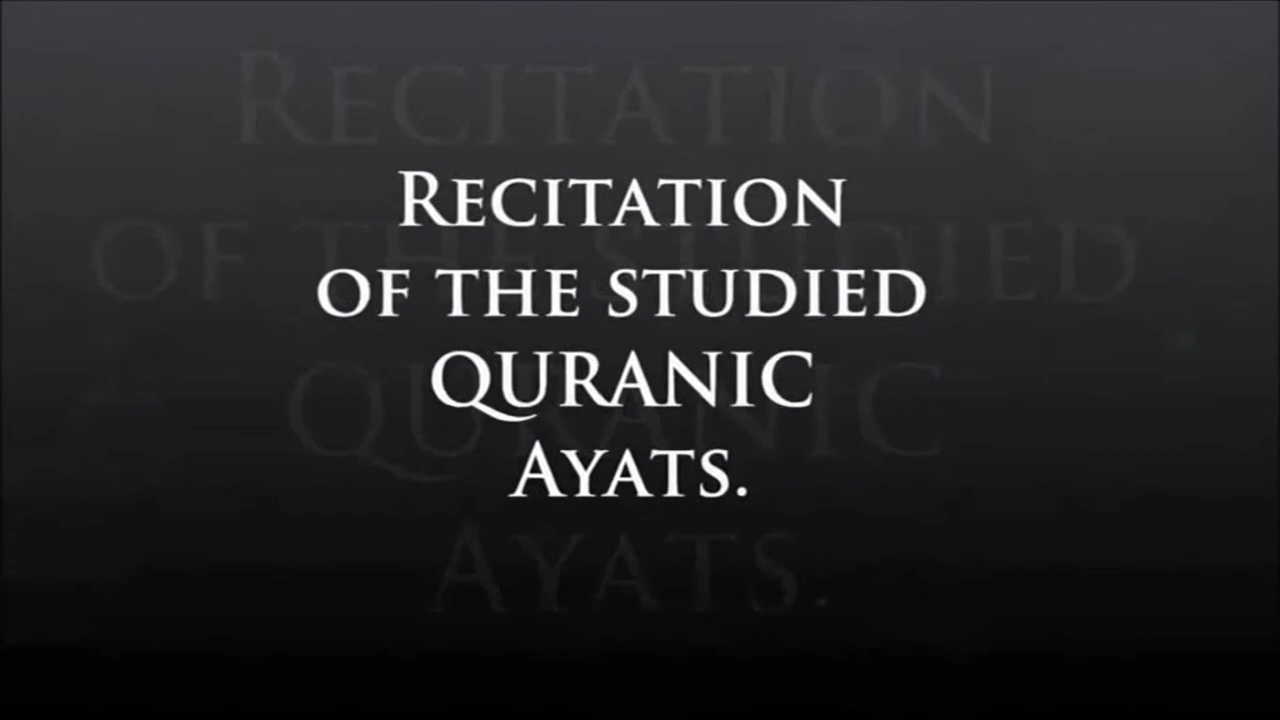 Recitation
of the studied
Quranic
Ayats.